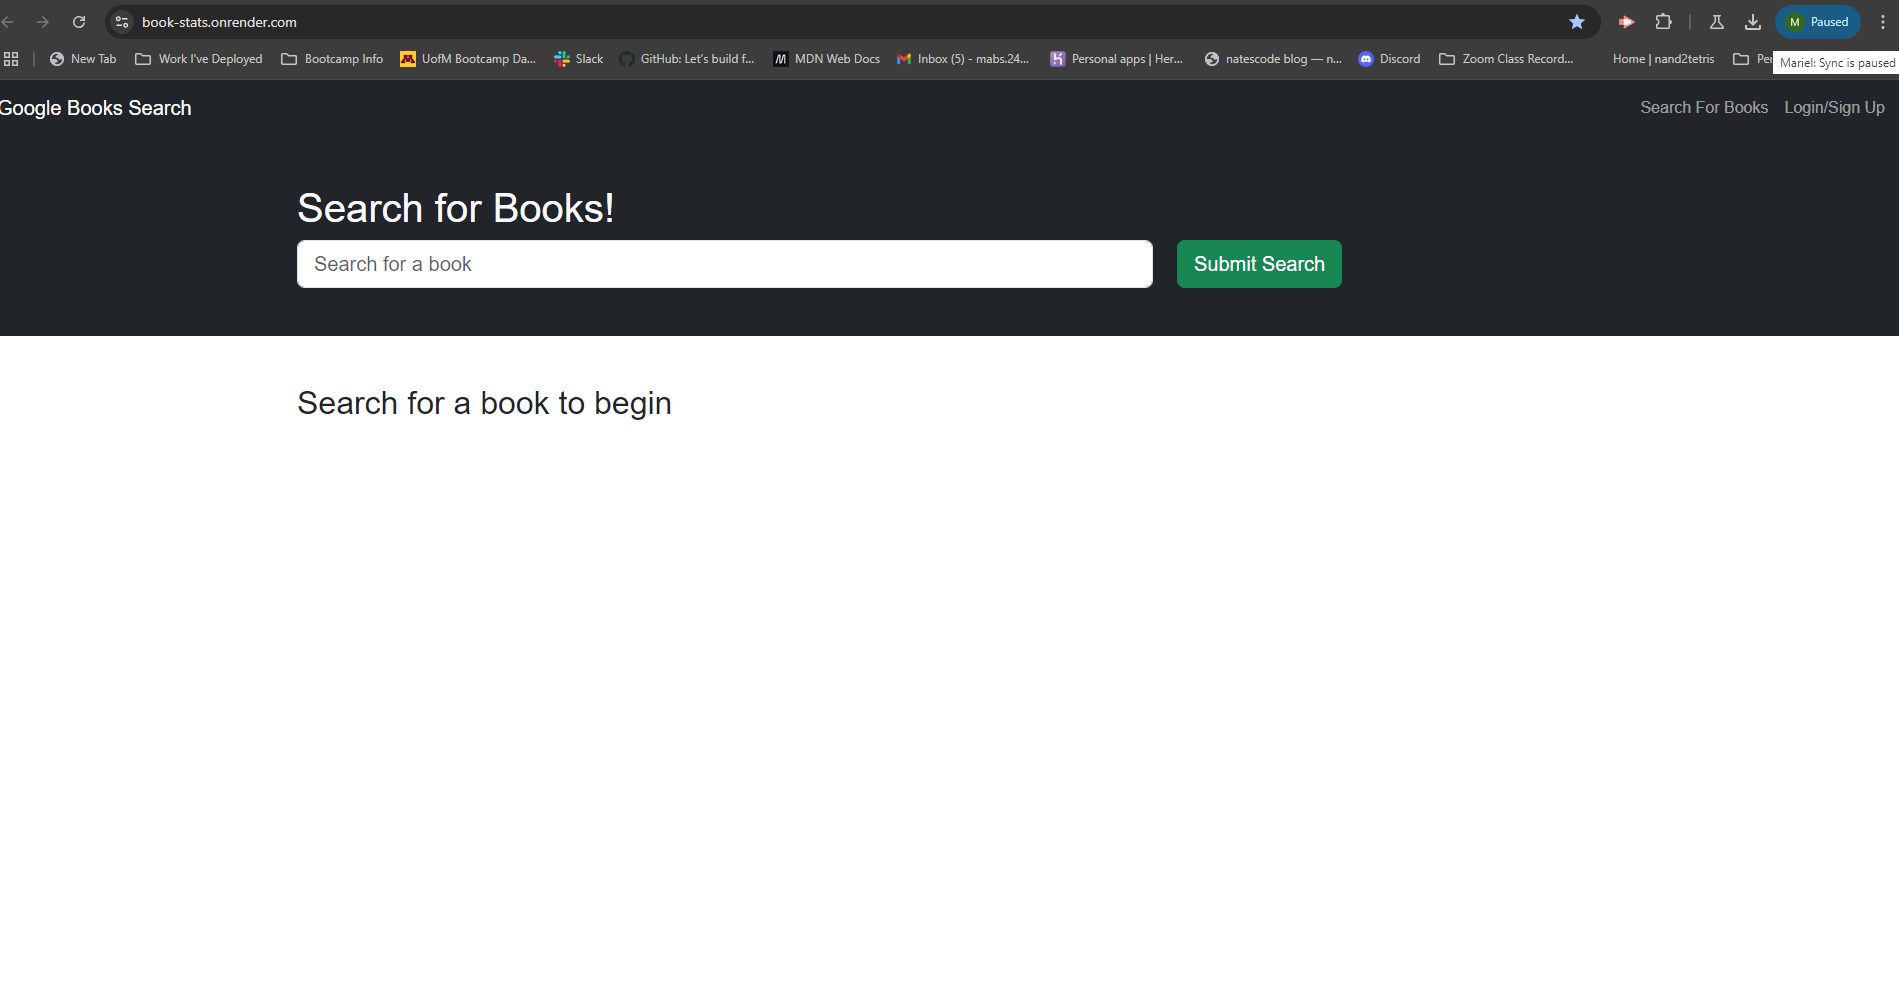 book-stats.onrender.com
M Paused
New Tab
Work I've Deployed
Bootcamp Info
UofM Bootcamp Da...
Slack
GitHub: Let's build f...
MDN Web Docs
Inbox (5) - mabs.24...
Personal apps | Her...
natescode blog — n...
Discord
Zoom Class Record...
Home | nand2tetris
Mariel: Sync is paused
Google Books Search
Search For Books
Login/Sign Up
Search for Books!
Search for a book
Submit Search
Search for a book to begin